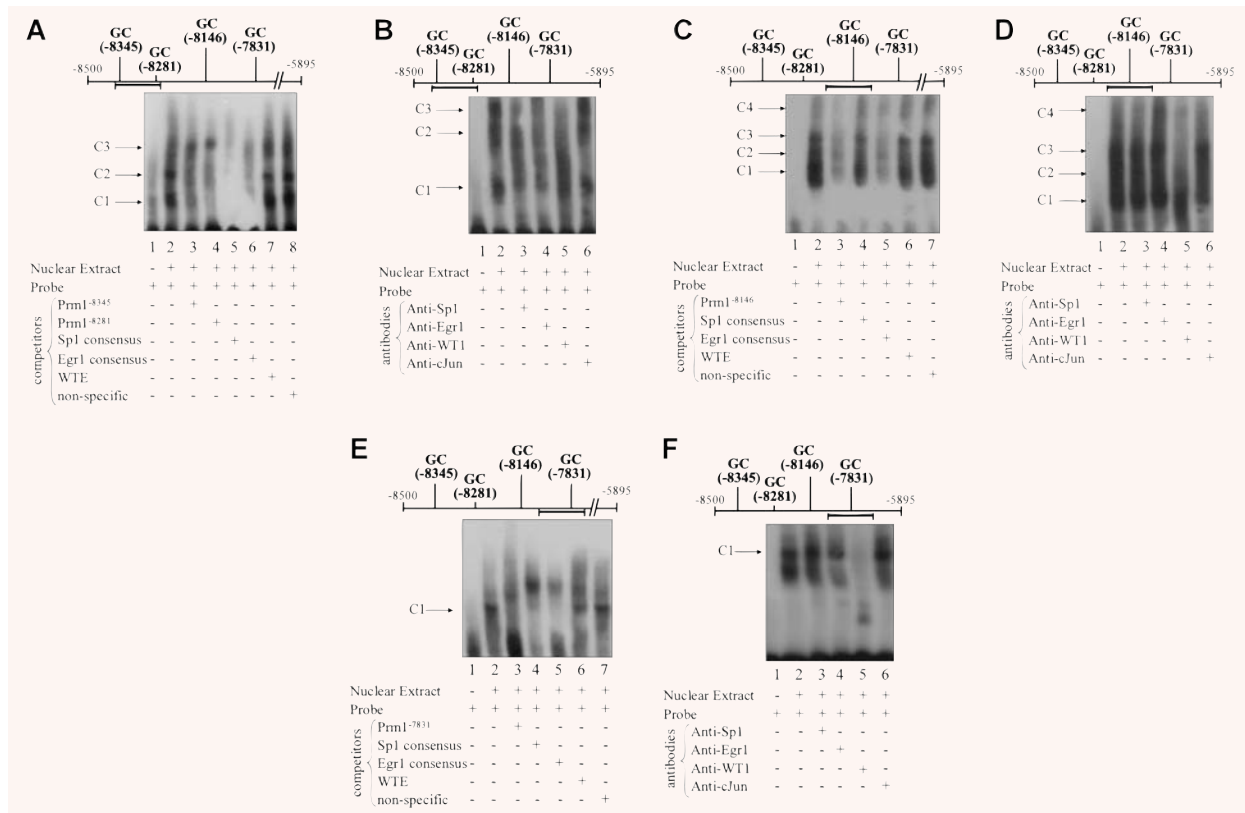 A
GC
(-8345)
GC
(-8281)
GC
(-8146)
GC
(-7831)
-8500
-5895
C3
C2
C1
1 2 3 4 5 6 7 8
Nuclear Extract - + + + + + + +
Probe + + + + + + + +
competitors
Prm1-8345 - - + - - - - -
Prm1-8281 - - - + - - - -
Sp1 consensus - - - - + - - -
Egr1 consensus - - - - - + - -
WTE - - - - - - + -
non-specific - - - - - - - +
B
GC
(-8345)
GC
(-8281)
GC
(-8146)
GC
(-7831)
-8500
-5895
C3
C2
C1
1 2 3 4 5 6
Nuclear Extract - + + + + +
Probe + + + + + +
antibodies
Anti-Sp1 - - + - - -
Anti-Egr1 - - - + - -
Anti-WT1 - - - - + -
Anti-cJun - - - - - +
C
GC
(-8345)
GC
(-8281)
GC
(-8146)
GC
(-7831)
-8500
-5895
C4
C3
C2
C1
1 2 3 4 5 6 7
Nuclear Extract - + + + + + +
Probe + + + + + + +
competitors
Prm1-8146 - - + - - - -
Sp1 consensus - - - + - - -
Egr1 consensus - - - - + - -
WTE - - - - - + -
non-specific - - - - - - +
D
GC
(-8345)
GC
(-8281)
GC
(-8146)
GC
(-7831)
-8500
-5895
C4
C3
C2
C1
1 2 3 4 5 6
Nuclear Extract - + + + + +
Probe + + + + + +
antibodies
Anti-Sp1 - - + - - -
Anti-Egr1 - - - + - -
Anti-WT1 - - - - + -
Anti-cJun - - - - - +
E
GC
(-8345)
GC
(-8281)
GC
(-8146)
GC
(-7831)
-8500
-5895
C1
1 2 3 4 5 6 7
Nuclear Extract - + + + + + +
Probe + + + + + + +
competitors
Prm1-7831 - - + - - - -
Sp1 consensus - - - + - - -
Egr1 consensus - - - - + - -
WTE - - - - - + -
non-specific - - - - - - +
F
GC
(-8345)
GC
(-8281)
GC
(-8146)
GC
(-7831)
-8500
-5895
C1
1 2 3 4 5 6
Nuclear Extract - + + + + +
Probe + + + + + +
antibodies
Anti-Sp1 - - + - - -
Anti-Egr1 - - - + - -
Anti-WT1 - - - - + -
Anti-cJun - - - - - +